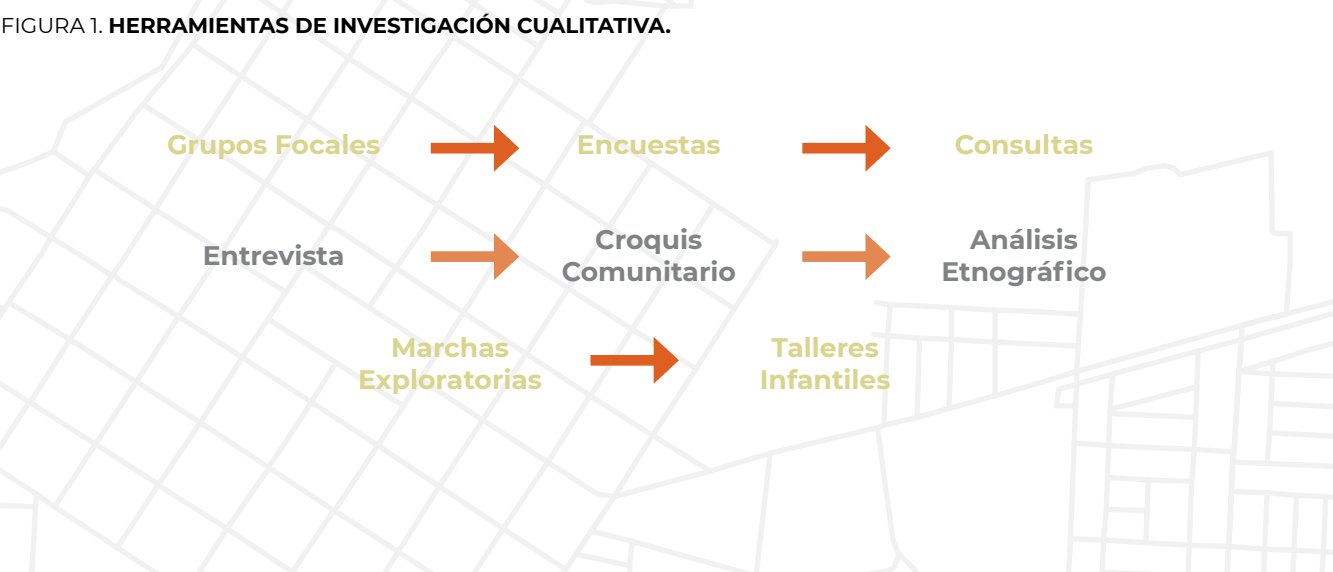 FIGURA 1. HERRAMIENTAS DE INVESTIGACIÓN CUALITATIVA.
Grupos Focales
Encuestas
Consultas
Entrevista
Croquis
Comunitario
Análisis
Etnográfico
Marchas
Exploratorias
Talleres
Infantiles